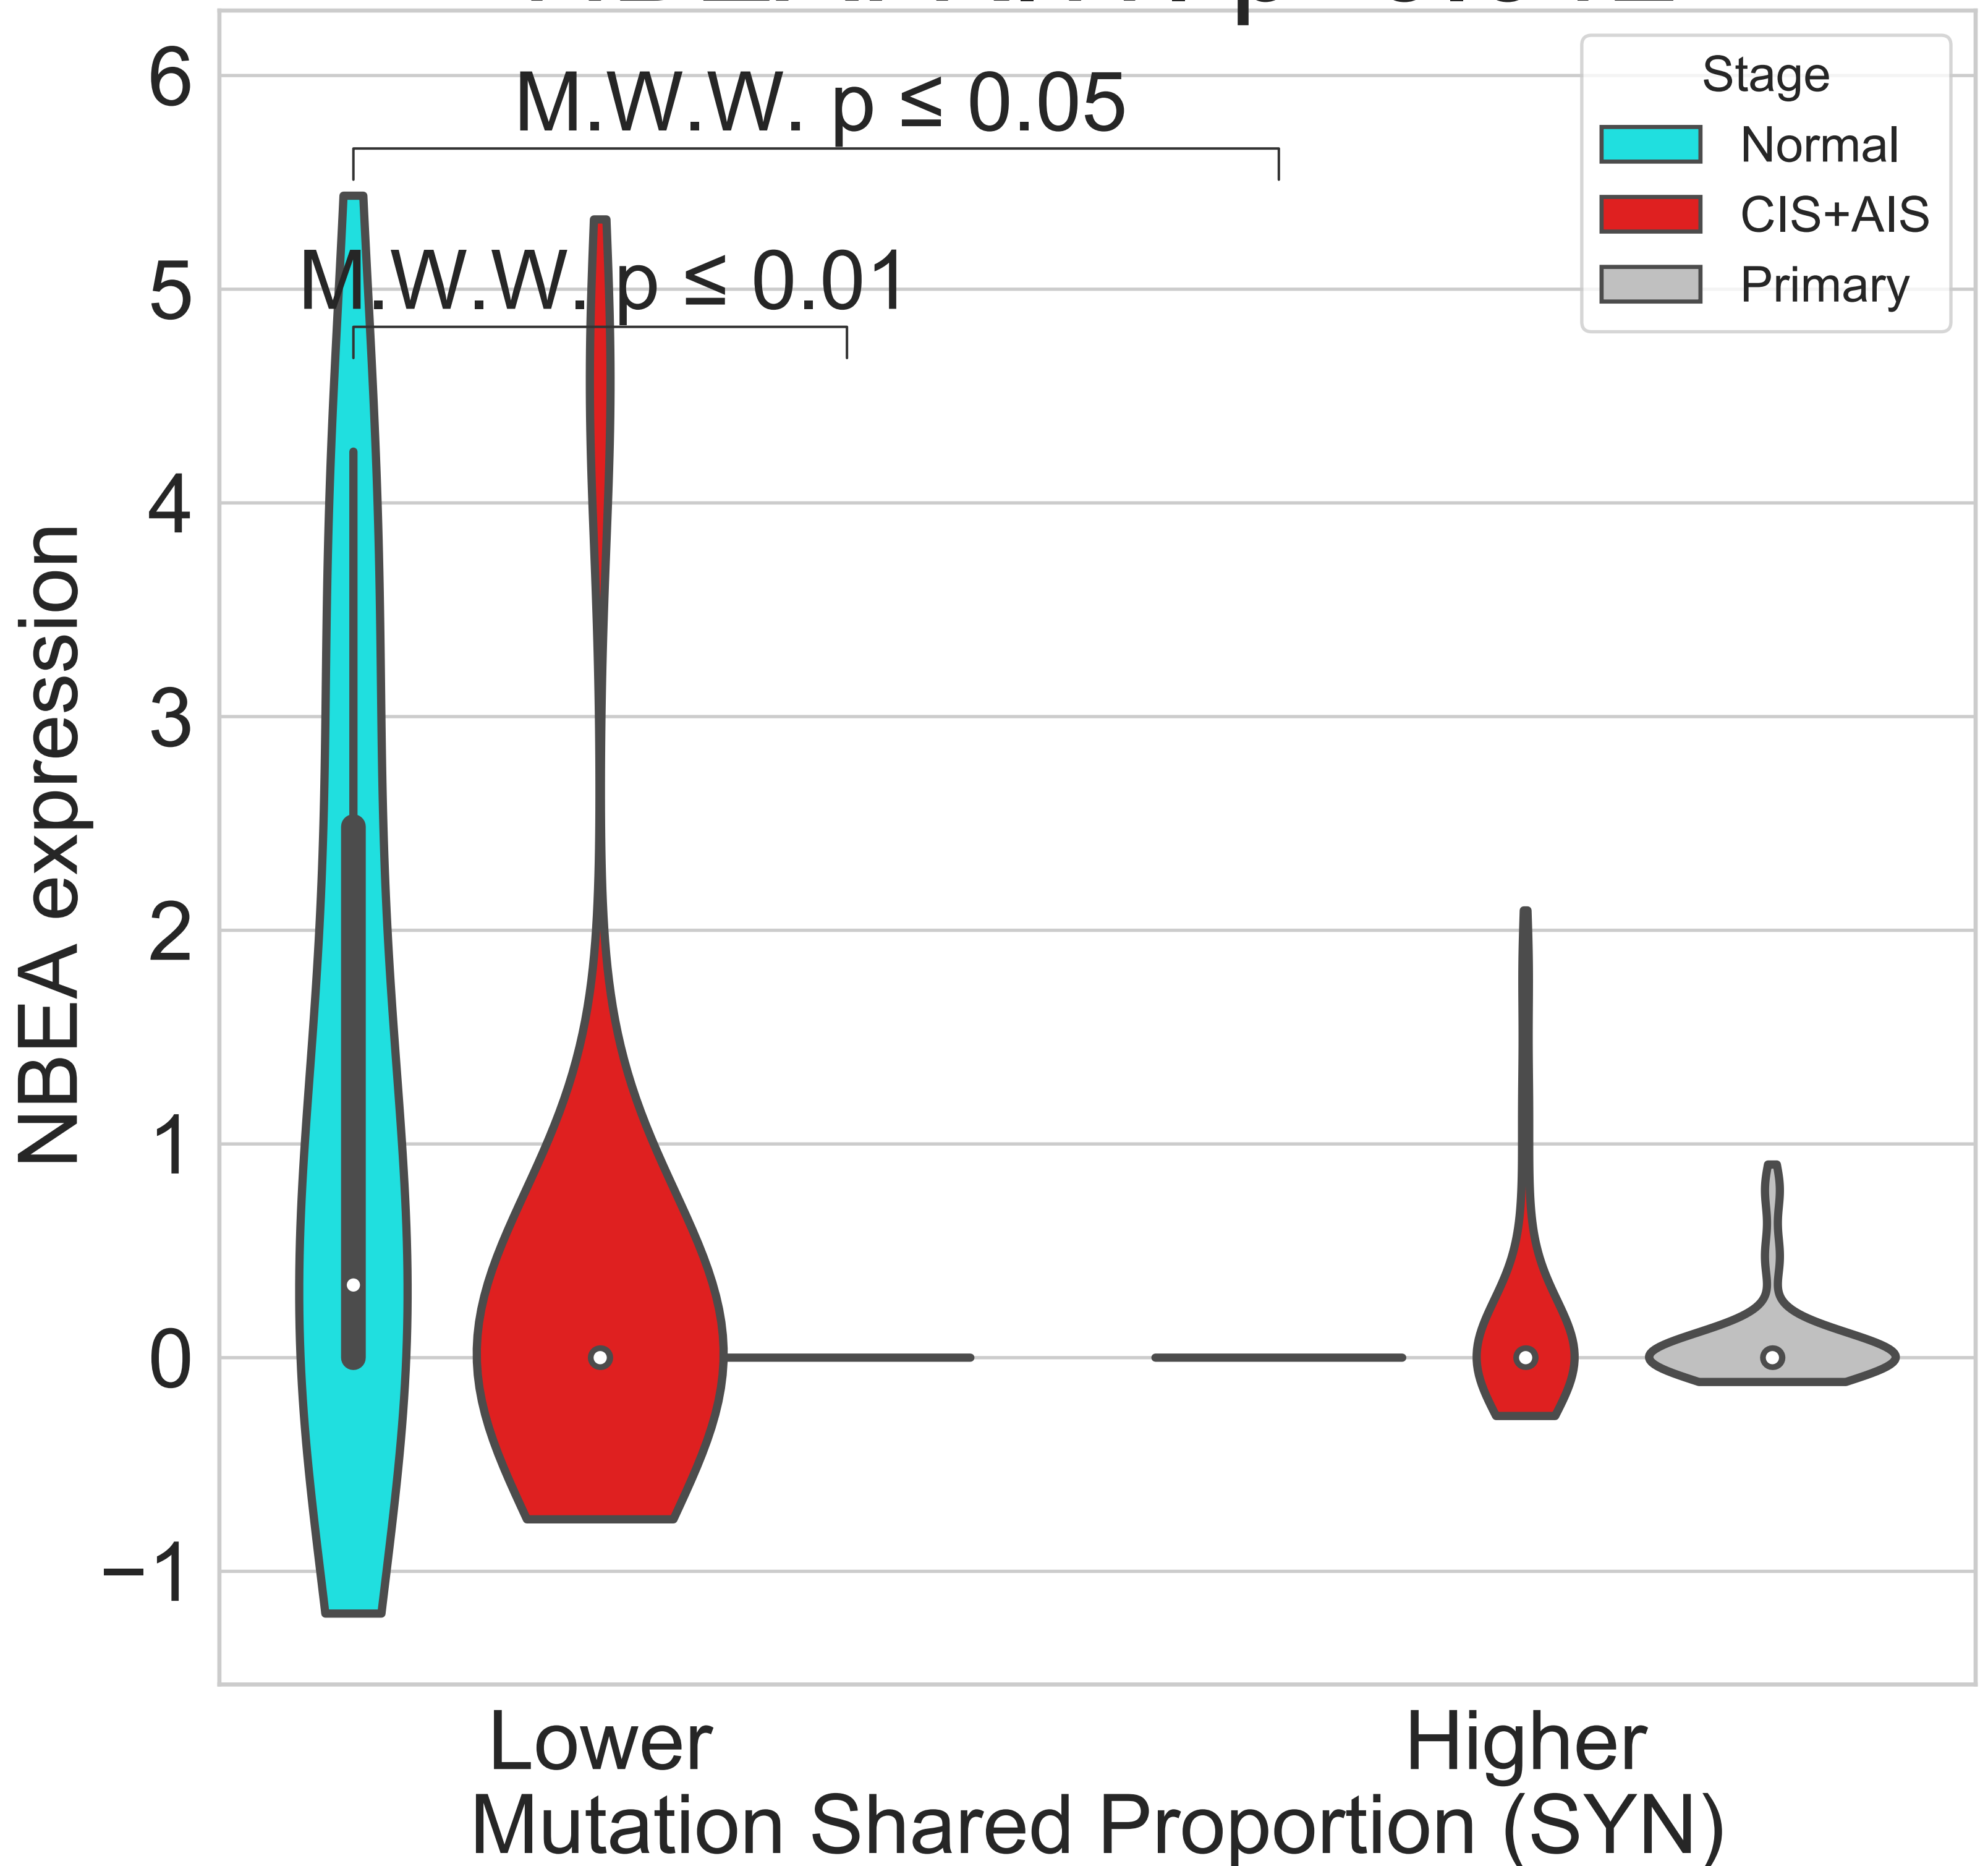 6
5
4
3
2
1
0
−1
NBEA expression
M.W.W. p ≤ 0.05
M.W.W. p ≤ 0.01
Stage
Normal
CIS+AIS
Primary
Lower
Higher
Mutation Shared Proportion (SYN)